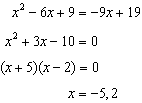 x² − 6x + 9 = −9x + 19
x² + 3x − 10 = 0
(x + 5)(x − 2) = 0
x = −5, 2